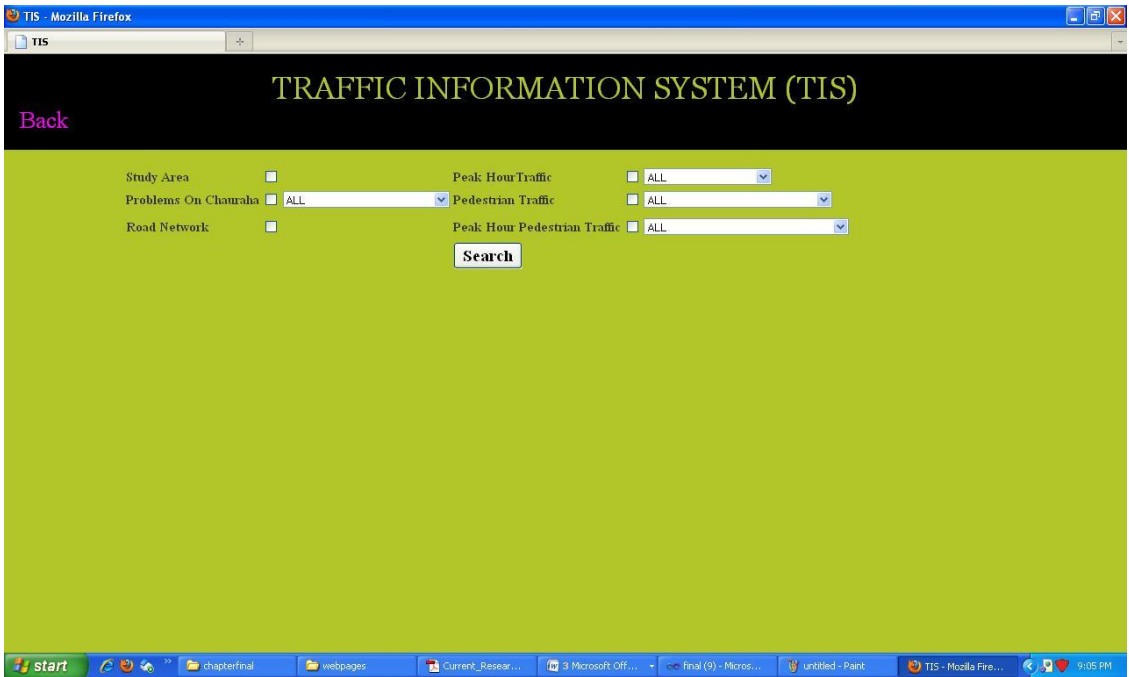 TIS - Mozilla Firefox
TIS
TRAFFIC INFORMATION SYSTEM (TIS)
Back
Study Area Peak HourTraffic ALL
Problems On Chauraha ALL Pedestrian Traffic ALL
Road Network Peak Hour Pedestrian Traffic ALL
Search
start chapterfinal webpages Current_Resear... 3 Microsoft Off... final (9) - Micros... untitled - Paint TIS - Mozilla Fire... 9:05 PM